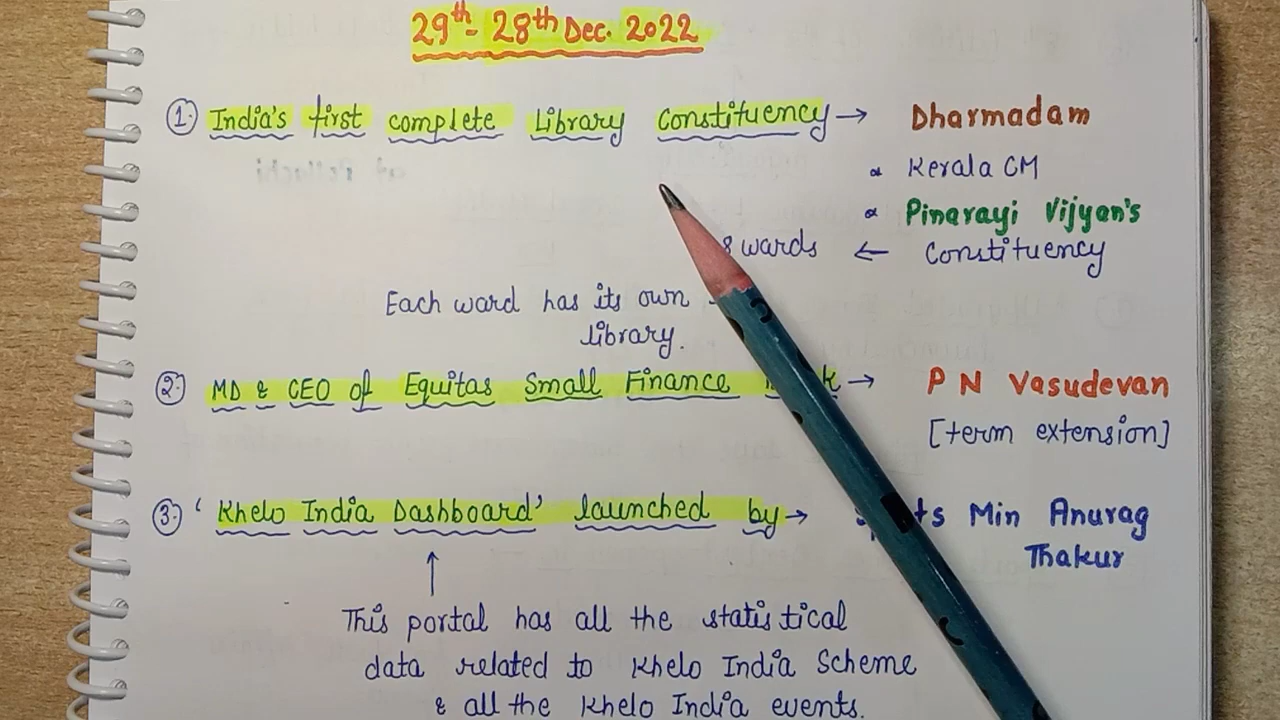 29th - 28th Dec. 2022
1. India's first complete Library Constituency → Dharmadam
Kerala CM
Pinarayi Vijyan's
wards ← Constituency
Each ward has its own
library.
2. MD & CEO of Equitas Small Finance → P N Vasudevan
[term extension]
3. 'Khelo India Dashboard' launched by → Min Anurag
Thakur
↑
This portal has all the statistical
data related to Khelo India Scheme
& all the Khelo India events.